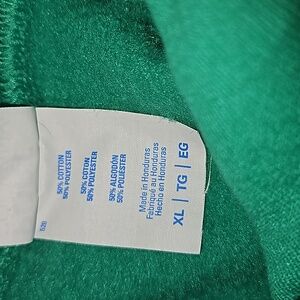 50% COTTON
50% POLYESTER
50% COTON
50% POLYESTER
50% ALGODÓN
50% POLIÉSTER
Made in Honduras
Fabriqué au Honduras
Hecho en Honduras
XL | TG | EG